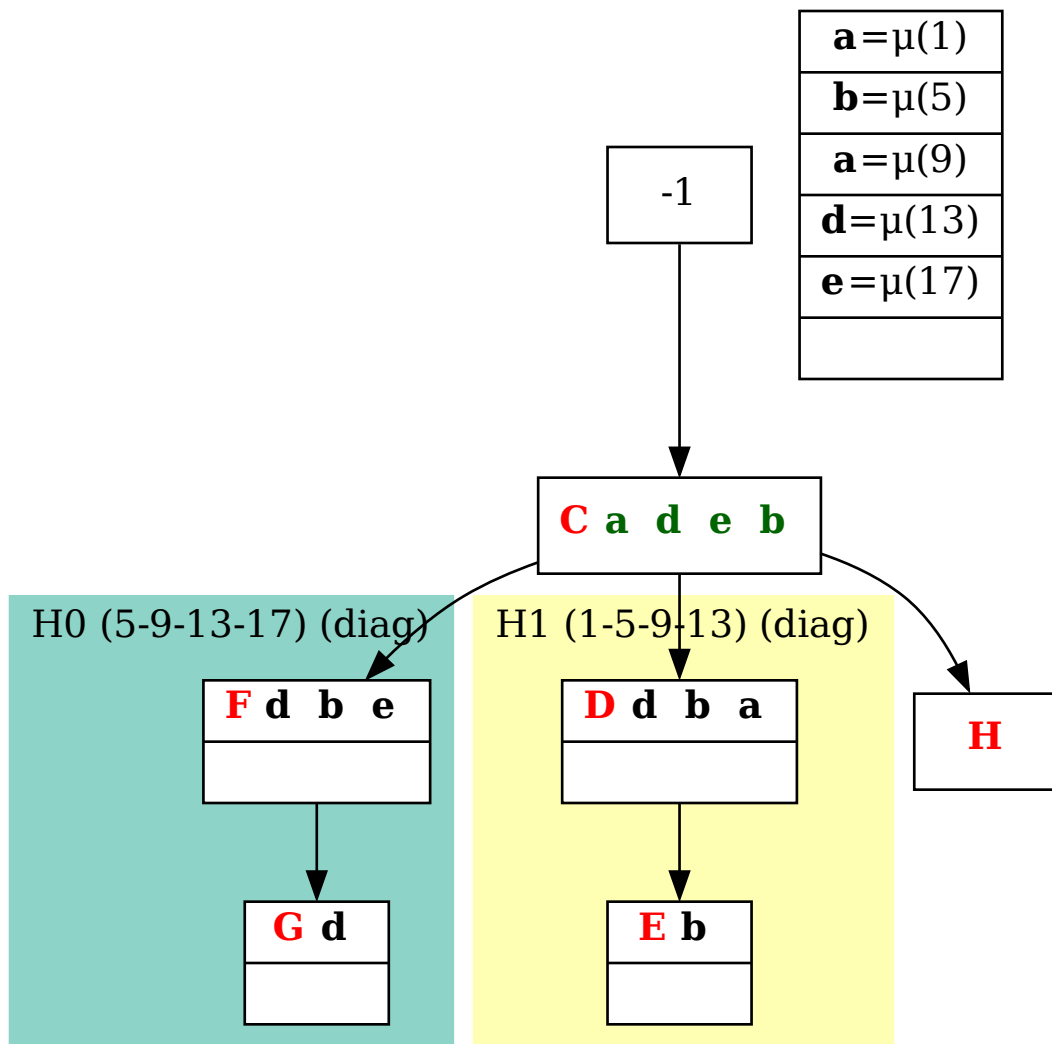 a=μ(1)
b=μ(5)
a=μ(9)
d=μ(13)
e=μ(17)
-1
C a d e b
H0 (5-9-13-17) (diag)
H1 (1-5-9-13) (diag)
F d b e
D d b a
H
G d
E b